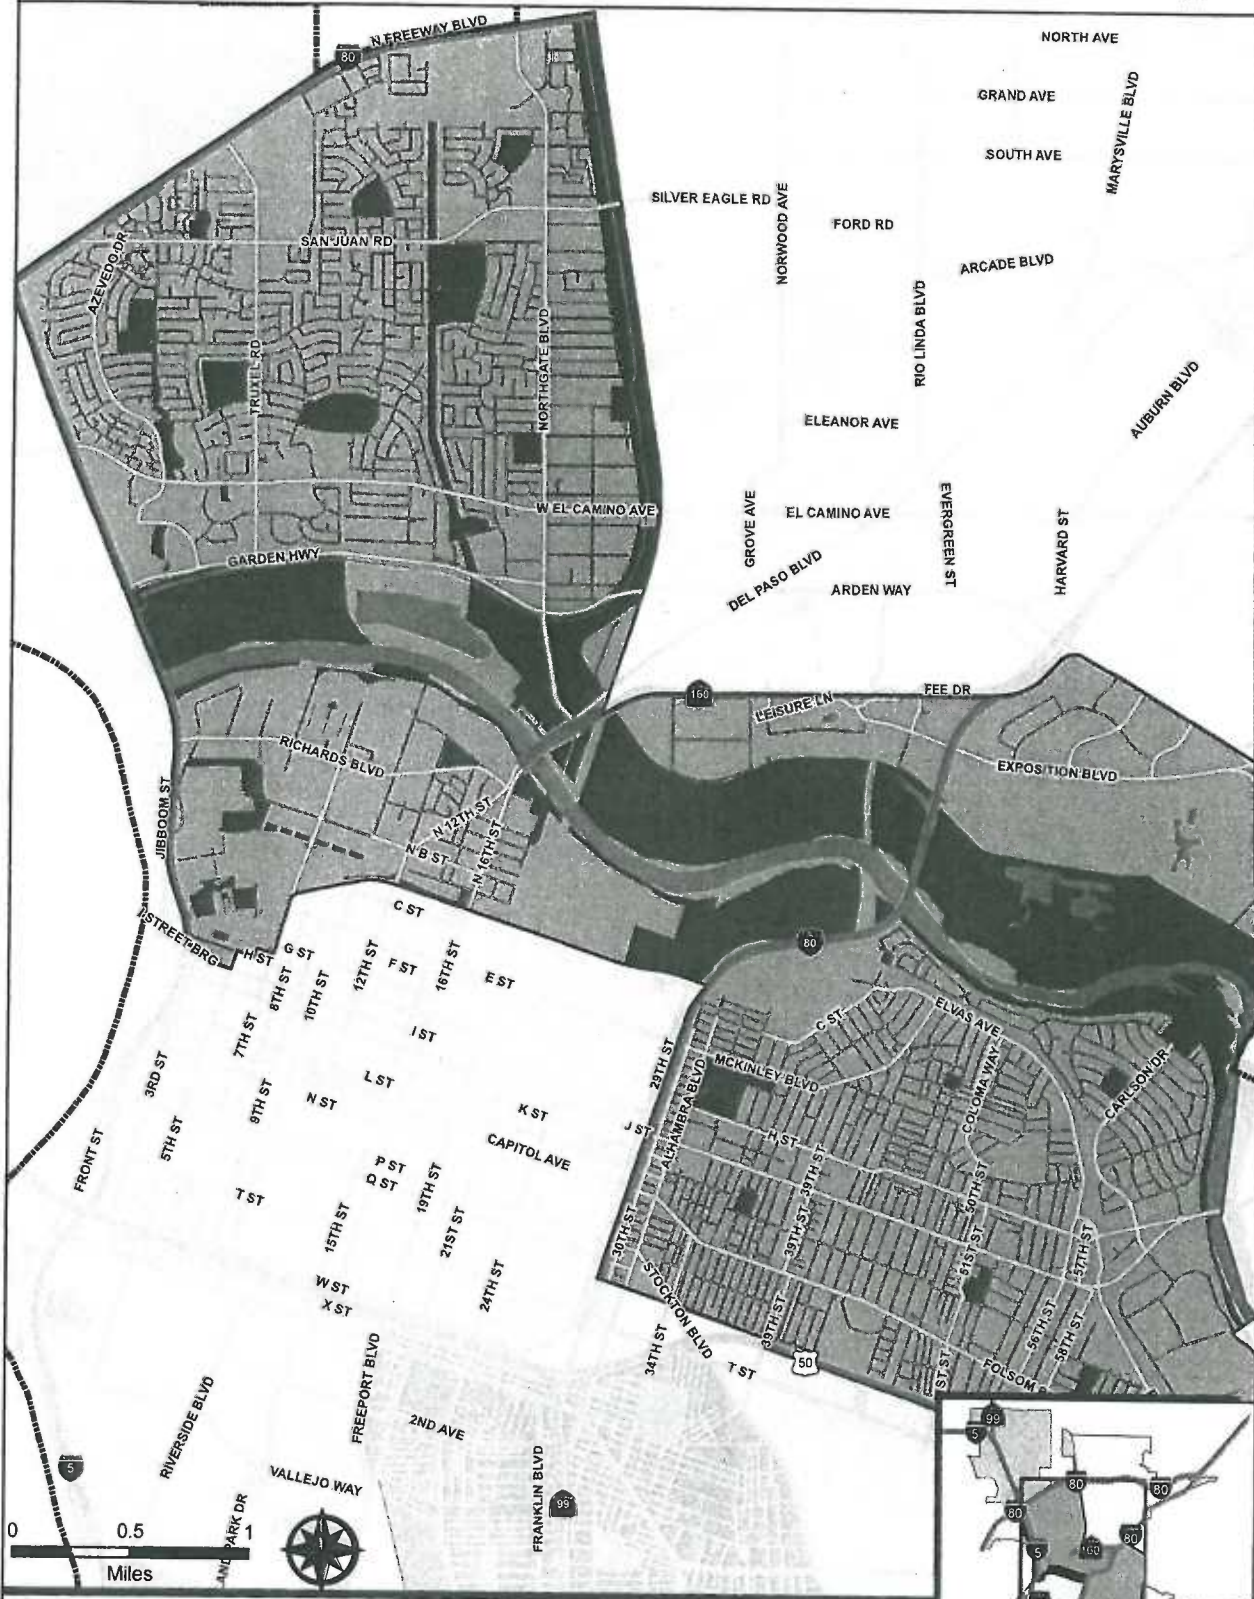 N FREEWAY BLVD
80
NORTH AVE
GRAND AVE
MARYSVILLE BLVD
SOUTH AVE
SILVER EAGLE RD
NORWOOD AVE
FORD RD
SAN JUAN RD
AZEVEDO DR
ARCADE BLVD
RIO LINDA BLVD
TRUXEL RD
NORTHGATE BLVD
AUBURN BLVD
ELEANOR AVE
W EL CAMINO AVE
GROVE AVE
EL CAMINO AVE
EVERGREEN ST
HARVARD ST
GARDEN HWY
DEL PASO BLVD
ARDEN WAY
160
LEISURE LN
FEE DR
RICHARDS BLVD
EXPOSITION BLVD
JIBBOOM ST
N 12TH ST
N B ST
N 16TH ST
C ST
I STREET BRG
H ST
G ST
8TH ST
10TH ST
12TH ST
F ST
16TH ST
E ST
80
7TH ST
I ST
C ST
ELVAS AVE
3RD ST
9TH ST
L ST
N ST
K ST
29TH ST
ALHAMBRA BLVD
MCKINLEY BLVD
COLOMA WAY
CARLSON DR
FRONT ST
5TH ST
J ST
H ST
CAPITOL AVE
P ST
Q ST
19TH ST
39TH ST
50TH ST
T ST
15TH ST
21ST ST
30TH ST
39TH ST
51ST ST
57TH ST
W ST
X ST
24TH ST
STOCKTON BLVD
39TH ST
56TH ST
58TH ST
34TH ST
T ST
50
ST ST
FOLSOM B
RIVERSIDE BLVD
FREEPORT BLVD
2ND AVE
5
VALLEJO WAY
FRANKLIN BLVD
99
AND PARK DR
0 0.5 1
Miles
99
5
80
80
80
80
5
160